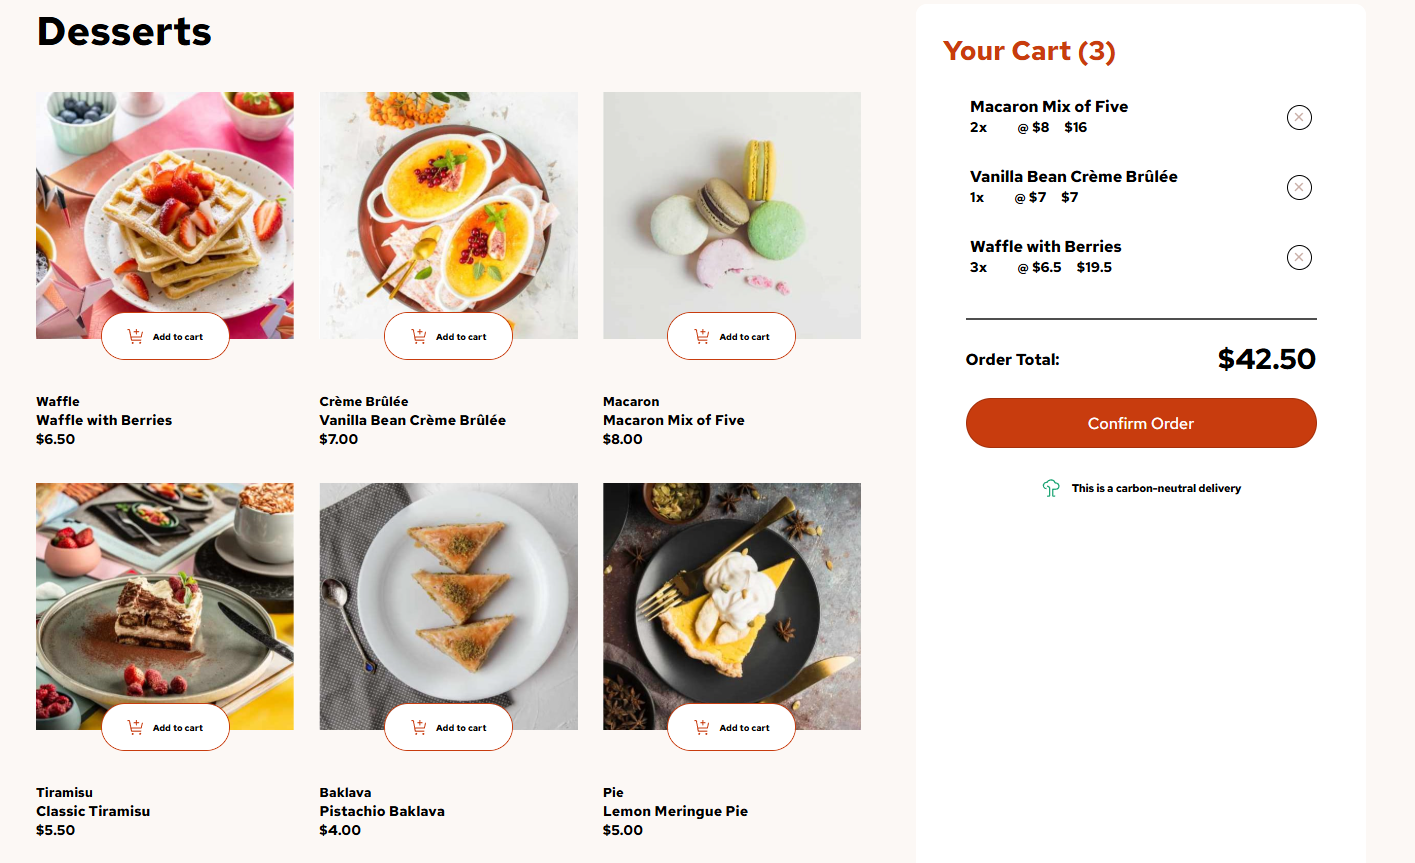 Desserts
Add to cart
Add to cart
Add to cart
Waffle
Waffle with Berries
$6.50
Crème Brûlée
Vanilla Bean Crème Brûlée
$7.00
Macaron
Macaron Mix of Five
$8.00
Add to cart
Add to cart
Add to cart
Tiramisu
Classic Tiramisu
$5.50
Baklava
Pistachio Baklava
$4.00
Pie
Lemon Meringue Pie
$5.00
Your Cart (3)
Macaron Mix of Five
2x @ $8 $16
Vanilla Bean Crème Brûlée
1x @ $7 $7
Waffle with Berries
3x @ $6.5 $19.5
Order Total: $42.50
Confirm Order
This is a carbon-neutral delivery